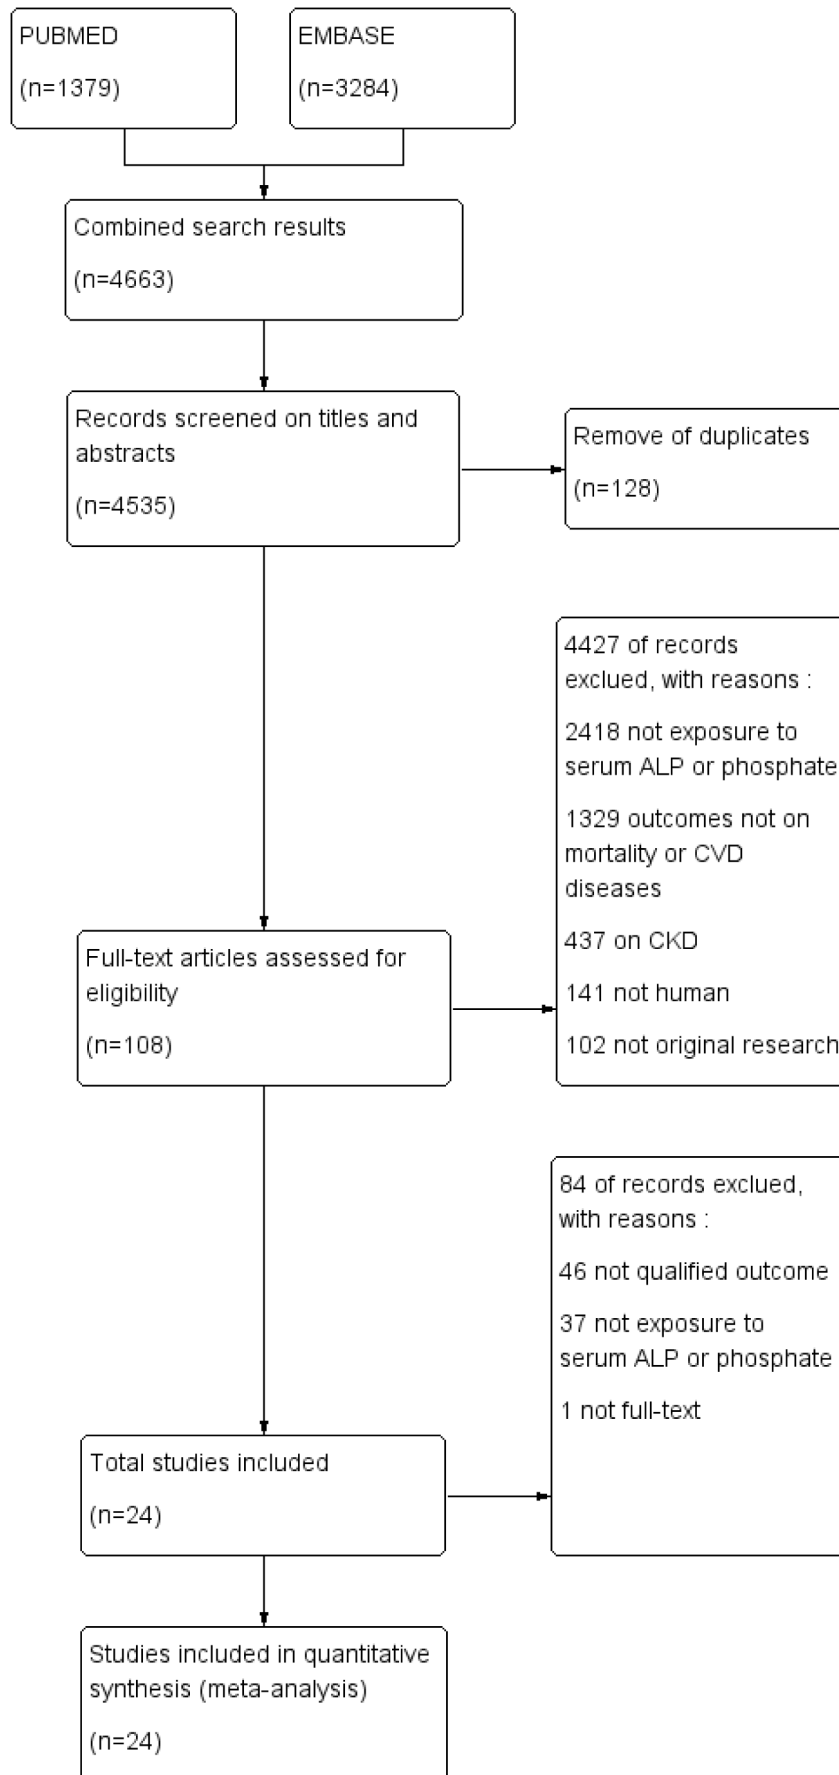 PUBMED
(n=1379)
EMBASE
(n=3284)
Combined search results
(n=4663)
Records screened on titles and
abstracts
(n=4535)
Remove of duplicates
(n=128)
4427 of records
exclued, with reasons :
2418 not exposure to
serum ALP or phosphate
1329 outcomes not on
mortality or CVD
diseases
437 on CKD
141 not human
102 not original research
Full-text articles assessed for
eligibility
(n=108)
84 of records exclued,
with reasons :
46 not qualified outcome
37 not exposure to
serum ALP or phosphate
1 not full-text
Total studies included
(n=24)
Studies included in quantitative
synthesis (meta-analysis)
(n=24)